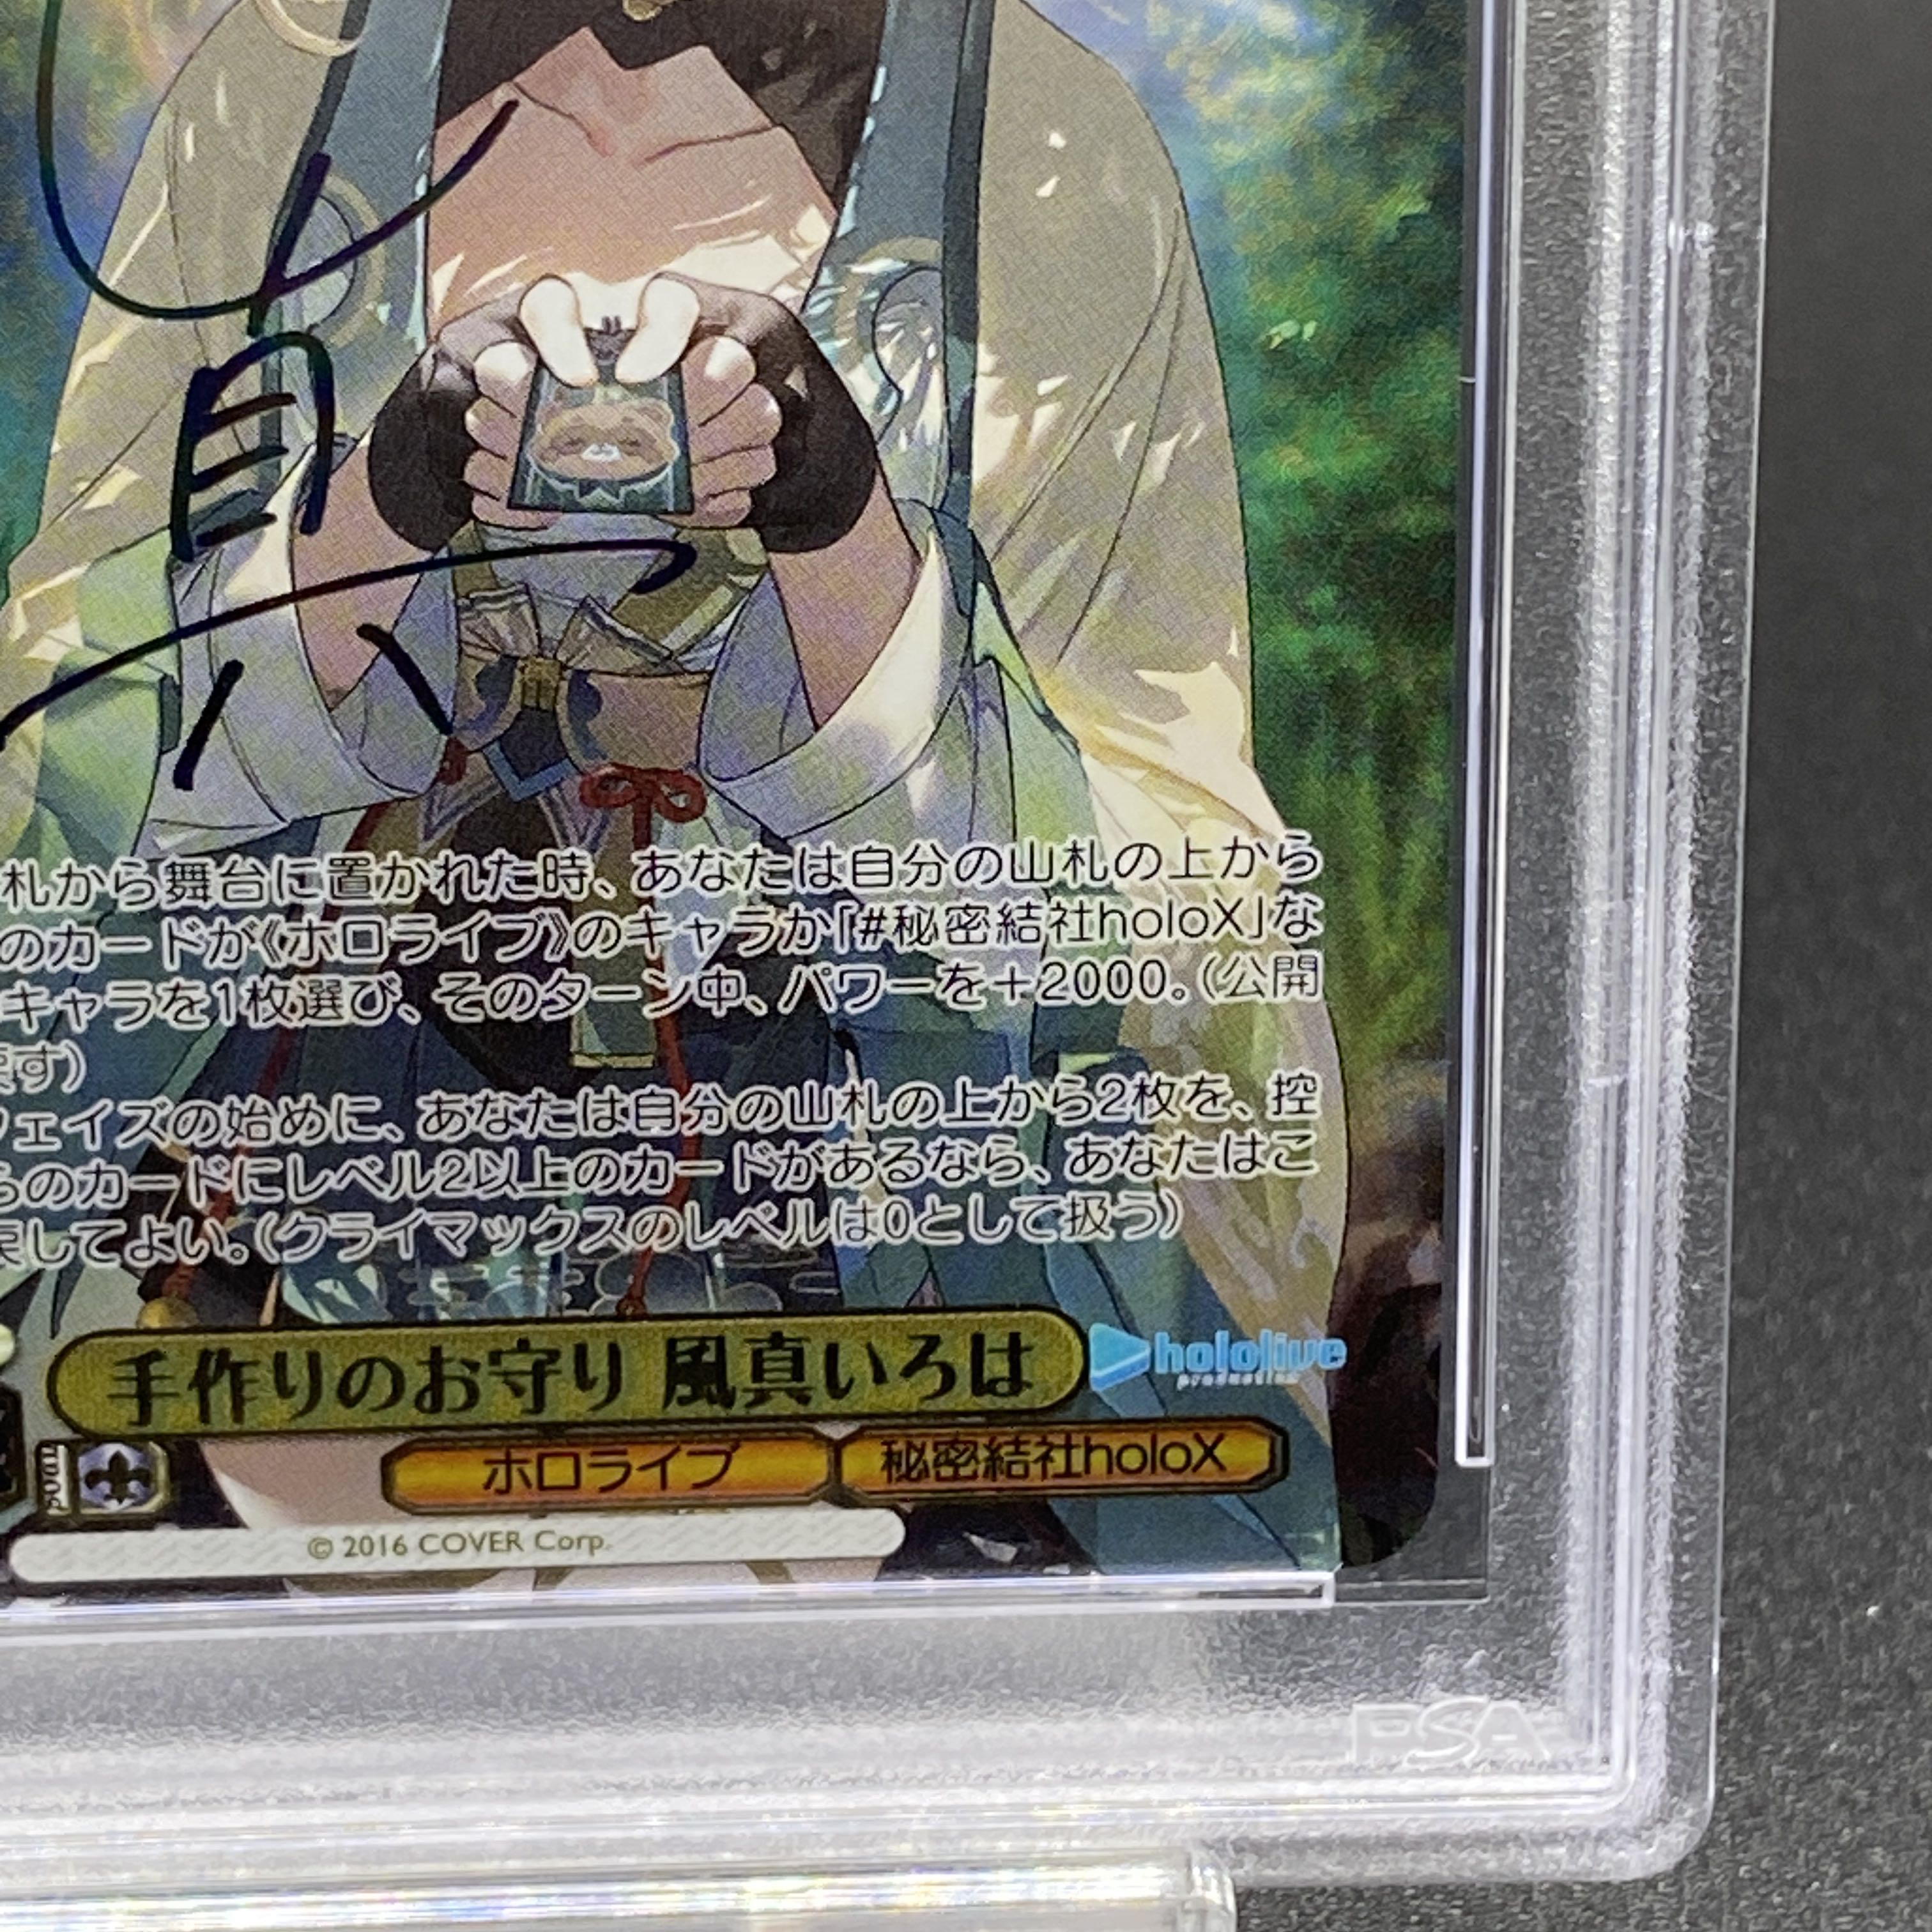 真
札から舞台に置かれた時、あなたは自分の山札の上から
のカードが《ホロライブ》のキャラか「#秘密結社holoX」な
キャラを1枚選び、そのターン中、パワーを+2000。(公開
す)
ェイズの始めに、あなたは自分の山札の上から2枚を、控
らのカードにレベル2以上のカードがあるなら、あなたはこ
戻してよい。(クライマックスのレベルは0として扱う)
手作りのお守り 風真いろは
hololive
production
ホロライブ
秘密結社holoX
© 2016 COVER Corp.
PSA